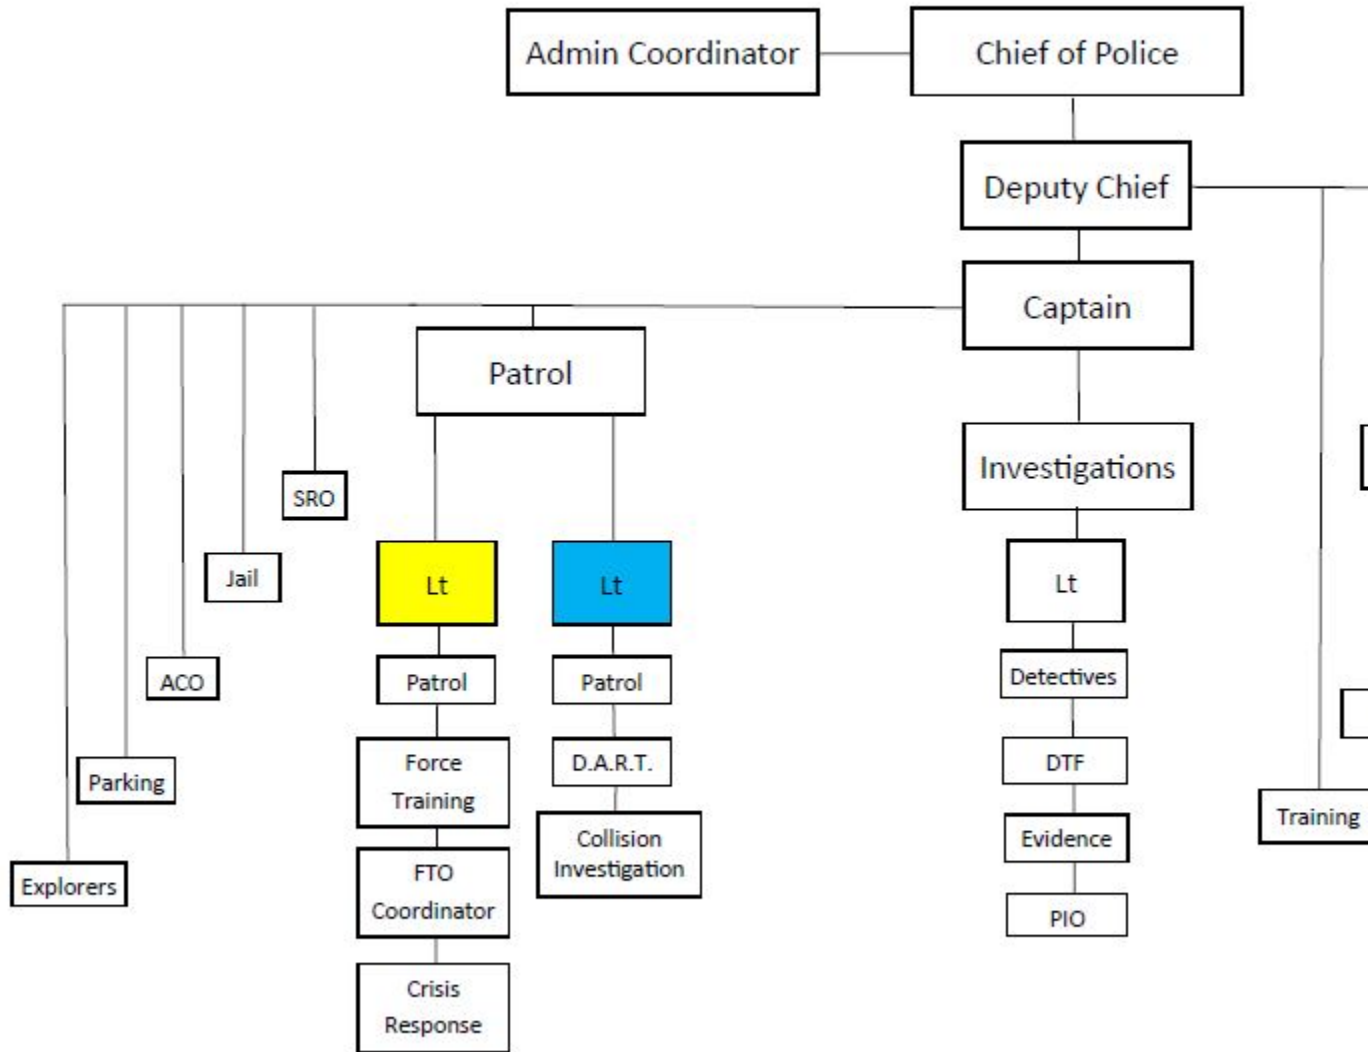 Admin Coordinator
Chief of Police
Deputy Chief
Captain
Patrol
Investigations
SRO
Jail
Lt
Lt
Lt
ACO
Patrol
Patrol
Detectives
Parking
Force
Training
D.A.R.T.
DTF
Training
Explorers
FTO
Coordinator
Collision
Investigation
Evidence
PIO
Crisis
Response